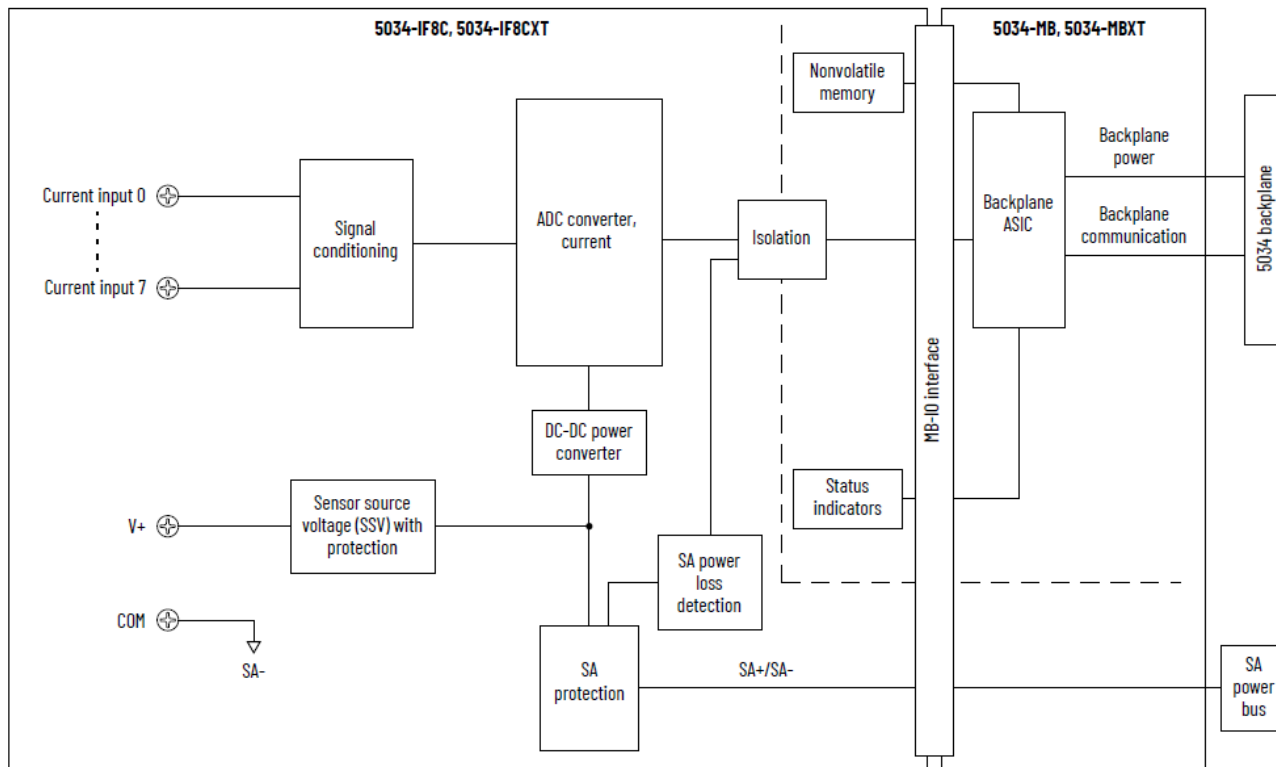 5034-IF8C, 5034-IF8CXT
5034-MB, 5034-MBXT
Nonvolatile
memory
Current input 0
Current input 7
Signal
conditioning
ADC converter,
current
Isolation
Backplane
ASIC
Backplane
power
Backplane
communication
5034 backplane
MB-IO interface
DC-DC power
converter
Status
indicators
V+
Sensor source
voltage (SSV) with
protection
SA power
loss
detection
COM
SA-
SA
protection
SA+/SA-
SA
power
bus